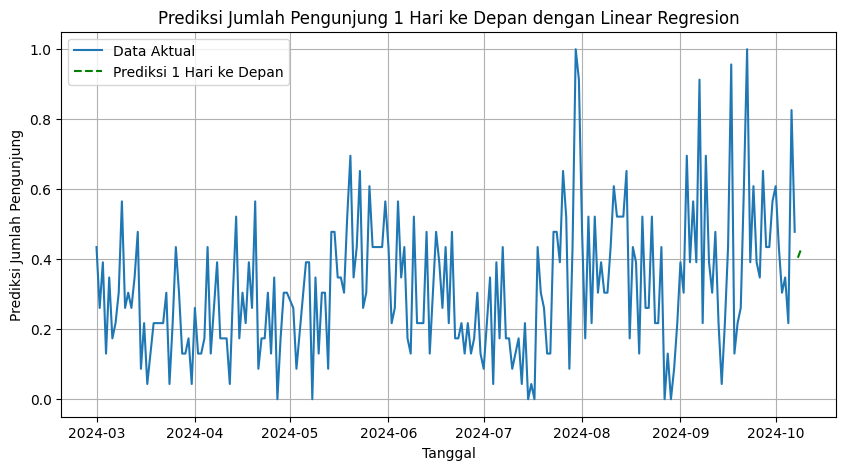 Prediksi Jumlah Pengunjung 1 Hari ke Depan dengan Linear Regresion
Data Aktual
Prediksi 1 Hari ke Depan
Prediksi Jumlah Pengunjung
1.0
0.8
0.6
0.4
0.2
0.0
2024-03 2024-04 2024-05 2024-06 2024-07 2024-08 2024-09 2024-10
Tanggal